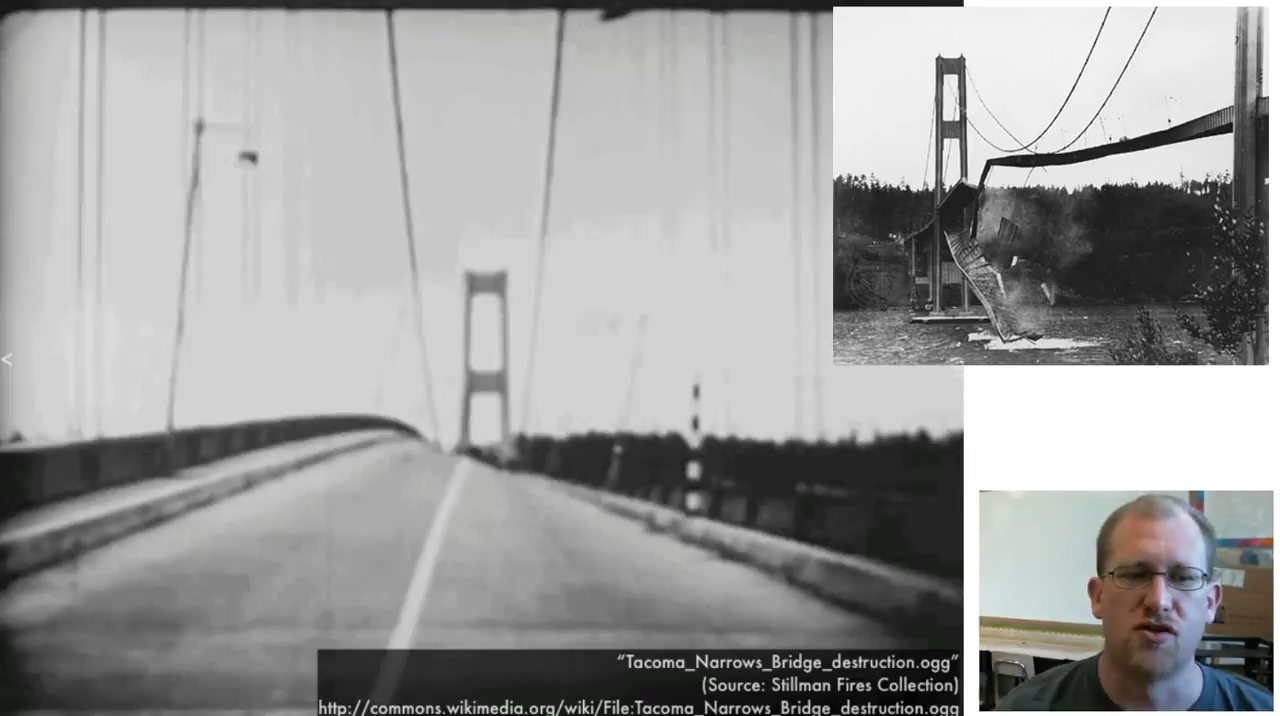 “Tacoma_Narrows_Bridge_destruction.ogg”
(Source: Stillman Fires Collection)
http://commons.wikimedia.org/wiki/File:Tacoma_Narrows_Bridge_destruction.ogg